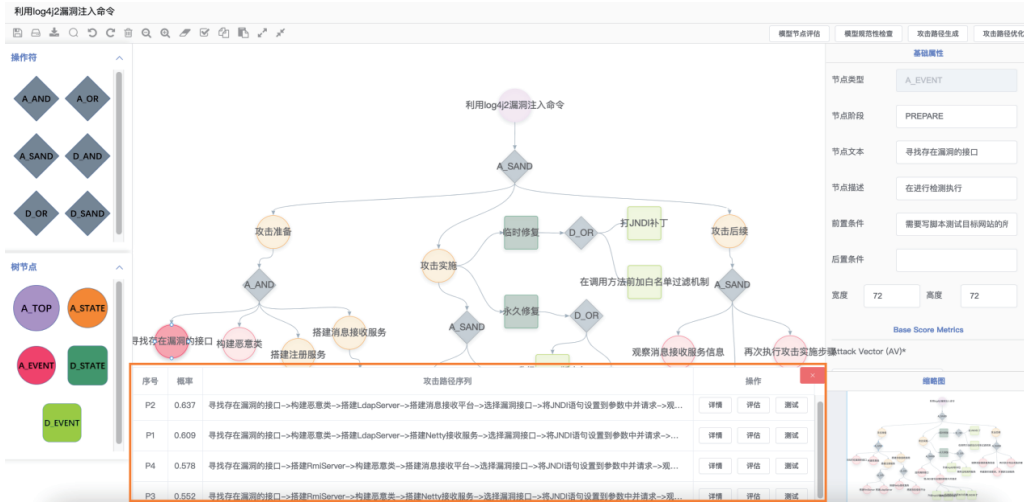 利用log4j2漏洞注入命令
模型节点评估 模型规范性检查 攻击路径生成 攻击路径优化
操作符
A_AND A_OR
A_SAND D_AND
D_OR D_SAND
树节点
A_TOP A_STATE
A_EVENT D_STATE
D_EVENT
利用log4j2漏洞注入命令
A_SAND
攻击准备 临时修复 D_OR 打JNDI补丁 攻击后续
攻击实施 在调用方法前加白名单过滤机制
A_AND 永久修复 D_OR A_SAND
A_SAND
寻找存在漏洞的接口 构建恶意类 搭建注册服务 搭建消息接收服务
观察消息接收服务信息 再次执行攻击实施步骤
序号 概率 攻击路径序列 操作
P2 0.637 寻找存在漏洞的接口->构建恶意类->搭建LdapServer->搭建消息接收平台->选择漏洞接口->将JNDI语句设置到参数中并请求->观... 详情 评估 测试
P1 0.609 寻找存在漏洞的接口->构建恶意类->搭建LdapServer->搭建Netty接收服务->选择漏洞接口->将JNDI语句设置到参数中并请求->... 详情 评估 测试
P4 0.578 寻找存在漏洞的接口->搭建RmiServer->构建恶意类->搭建消息接收平台->选择漏洞接口->将JNDI语句设置到参数中并请求->观... 详情 评估 测试
P3 0.552 寻找存在漏洞的接口->搭建RmiServer->构建恶意类->搭建Netty接收服务->选择漏洞接口->将JNDI语句设置到参数中并请求->... 详情 评估 测试
基础属性
节点类型 A_EVENT
节点阶段 PREPARE
节点文本 寻找存在漏洞的接口
节点描述 在进行检测执行
前置条件 需要写脚本测试目标网站的所
后置条件
宽度 72 高度 72
Base Score Metrics
Attack Vector (AV)*
缩略图